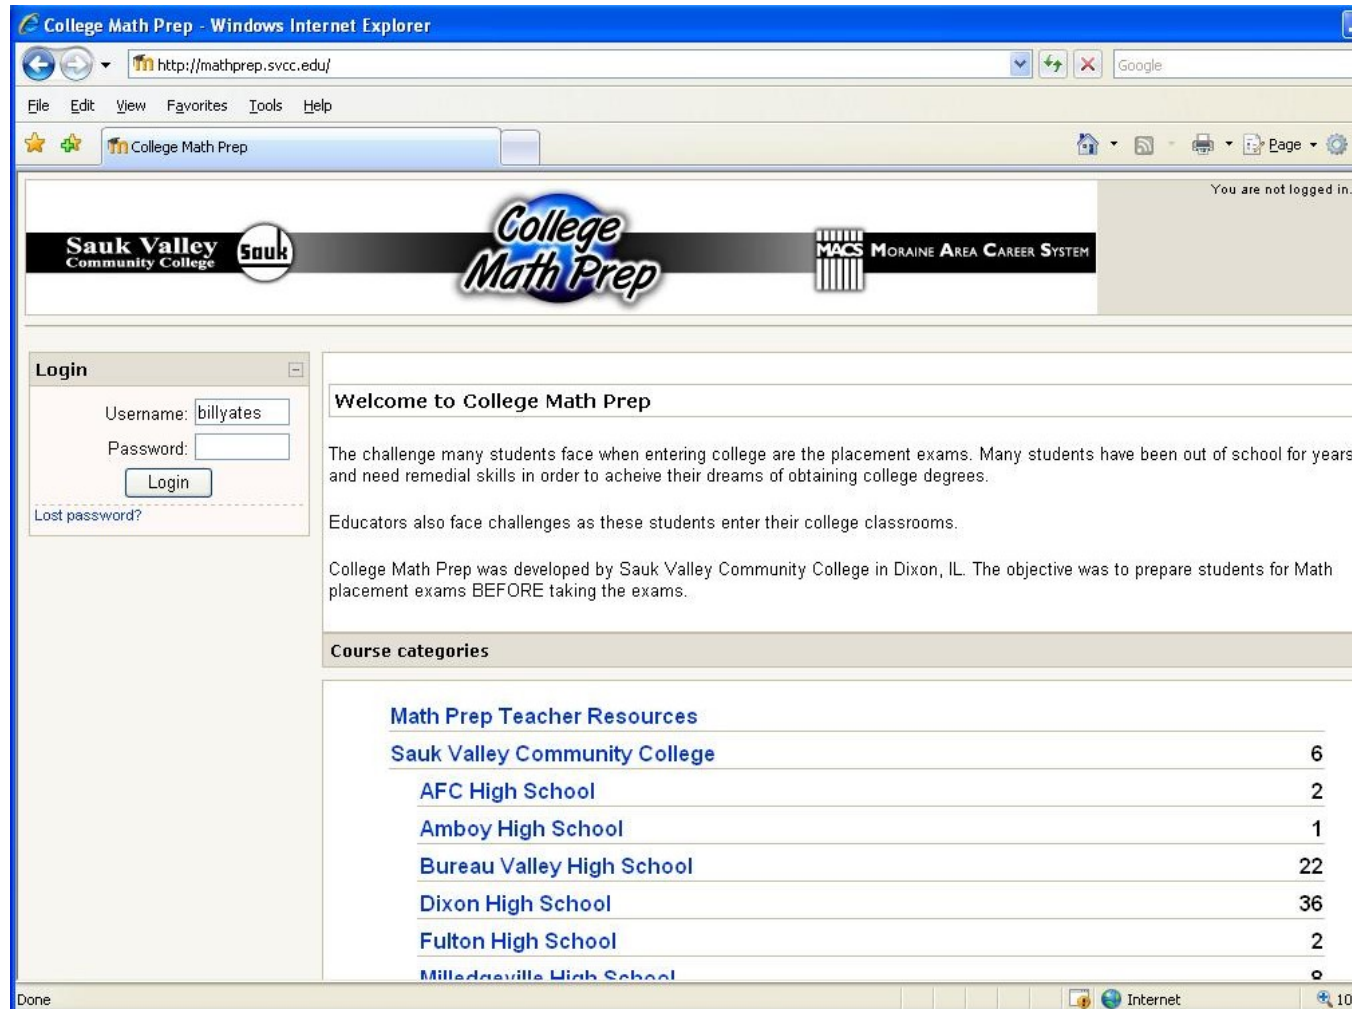 College Math Prep - Windows Internet Explorer
http://mathprep.svcc.edu/
Google
File Edit View Favorites Tools Help
College Math Prep
Page
You are not logged in.
Sauk Valley
Community College
Sauk
College
Math Prep
MACS MORAINE AREA CAREER SYSTEM
Login
Username: billyates
Password:
Login
Lost password?
Welcome to College Math Prep
The challenge many students face when entering college are the placement exams. Many students have been out of school for years
and need remedial skills in order to acheive their dreams of obtaining college degrees.
Educators also face challenges as these students enter their college classrooms.
College Math Prep was developed by Sauk Valley Community College in Dixon, IL. The objective was to prepare students for Math
placement exams BEFORE taking the exams.
Course categories
Math Prep Teacher Resources
Sauk Valley Community College 6
AFC High School 2
Amboy High School 1
Bureau Valley High School 22
Dixon High School 36
Fulton High School 2
Milledgeville High School 8
Done
Internet
10